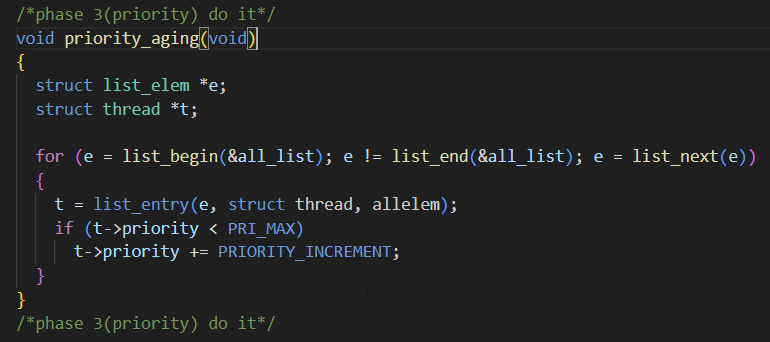 /*phase 3(priority) do it*/
void priority_aging(void)
{
  struct list_elem *e;
  struct thread *t;

  for (e = list_begin(&all_list); e != list_end(&all_list); e = list_next(e))
  {
    t = list_entry(e, struct thread, allelem);
    if (t->priority < PRI_MAX)
      t->priority += PRIORITY_INCREMENT;
  }
}
/*phase 3(priority) do it*/